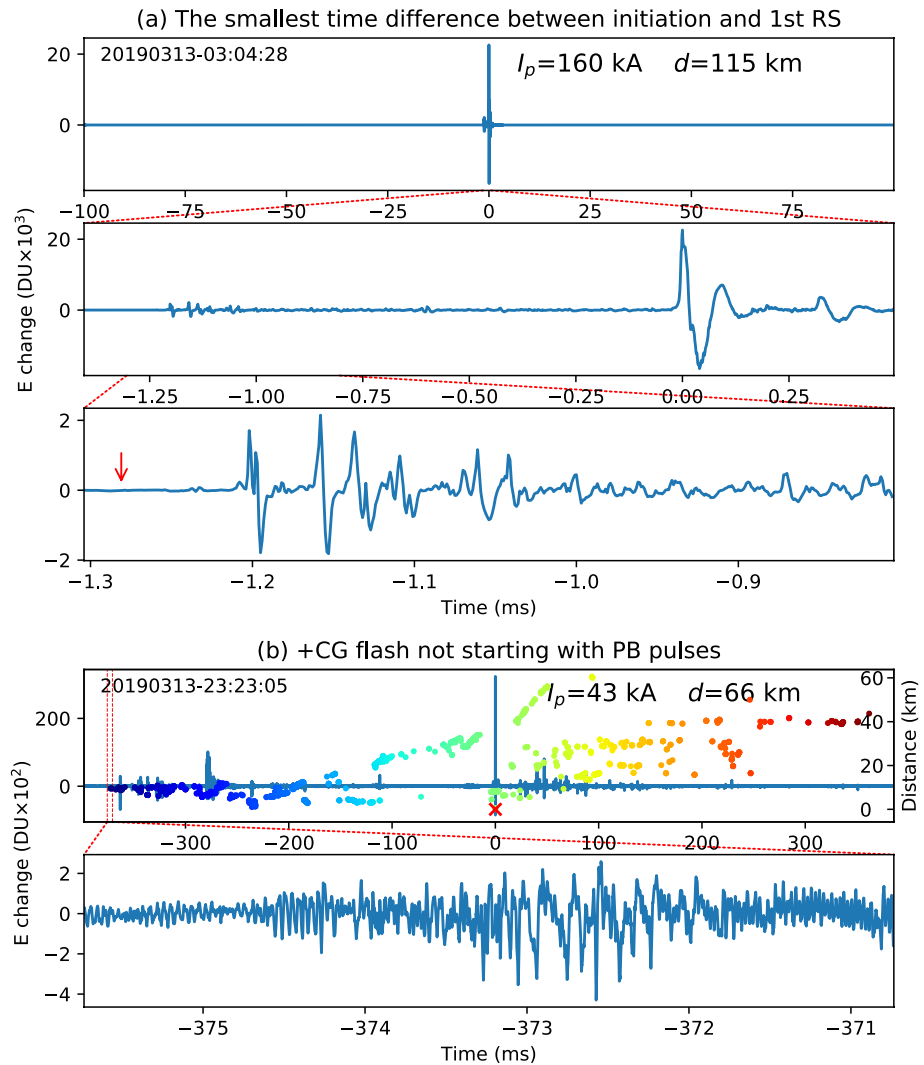 (a) The smallest time difference between initiation and 1st RS
20190313-03:04:28
I_p=160 kA d=115 km
20
0
−100 −75 −50 −25 0 25 50 75
E change (DU×10³)
20
0
−1.25 −1.00 −0.75 −0.50 −0.25 0.00 0.25
2
0
−2
−1.3 −1.2 −1.1 −1.0 −0.9
Time (ms)
(b) +CG flash not starting with PB pulses
20190313-23:23:05
I_p=43 kA d=66 km
200
0
60
40
20
0
Distance (km)
−300 −200 −100 0 100 200 300
E change (DU×10²)
2
0
−2
−4
−375 −374 −373 −372 −371
Time (ms)